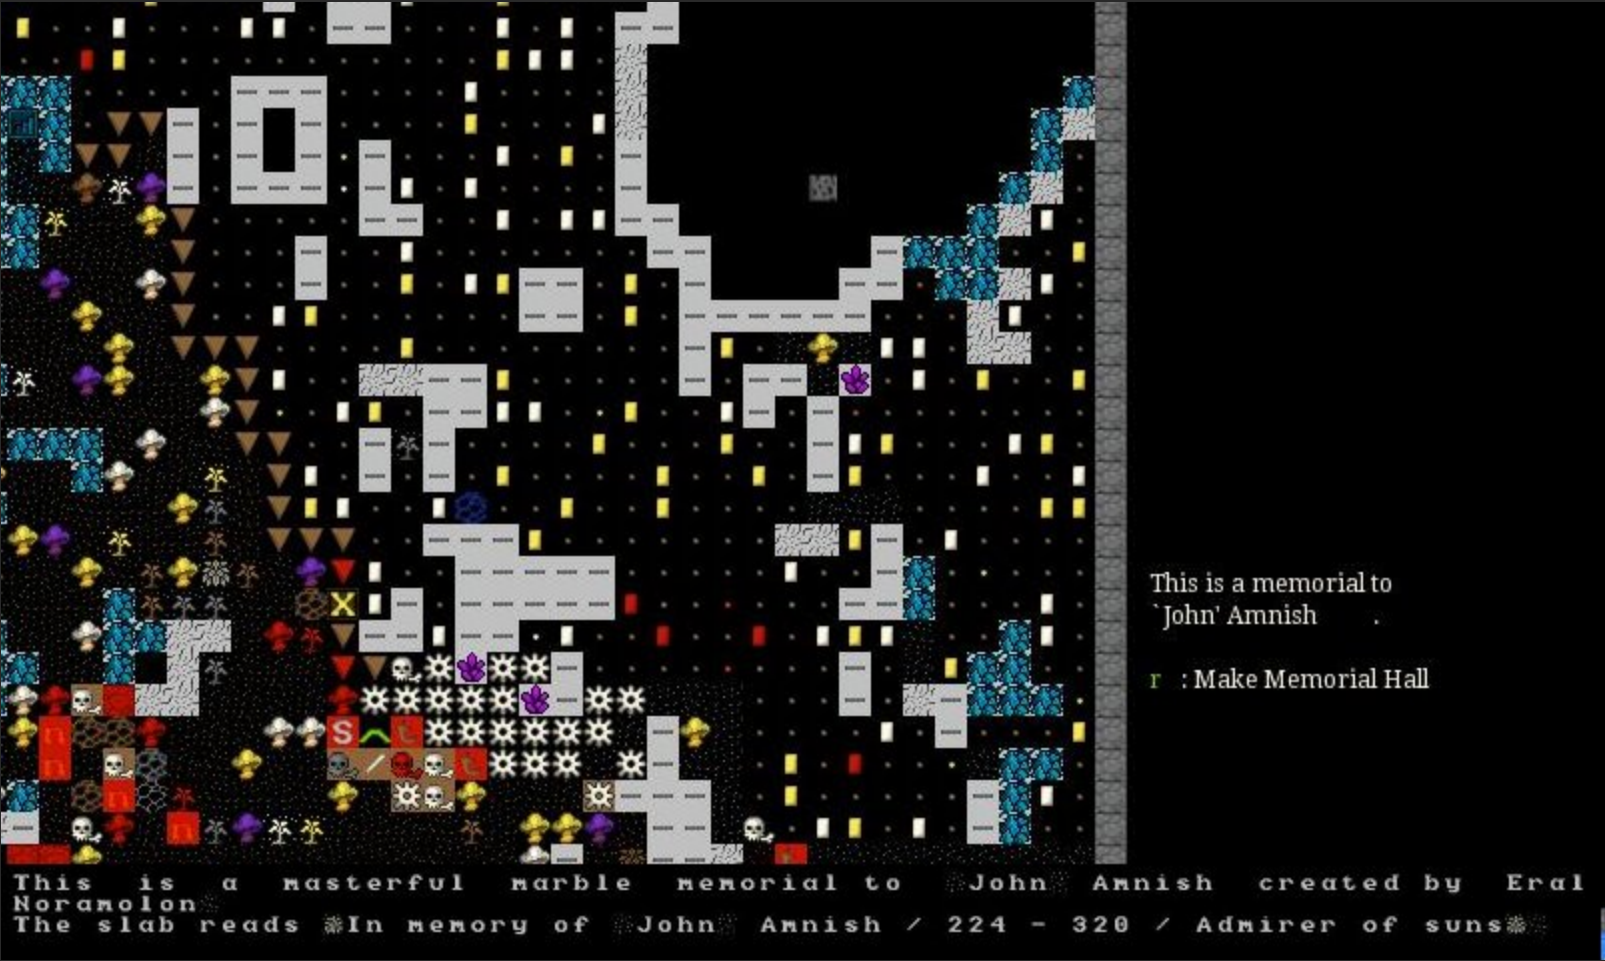 This is a memorial to
`John' Amnish .
r : Make Memorial Hall
This is a masterful marble memorial to John Amnish created by Eral
Noramolon
The slab reads In memory of John Amnish / 224 - 320 / Admirer of suns